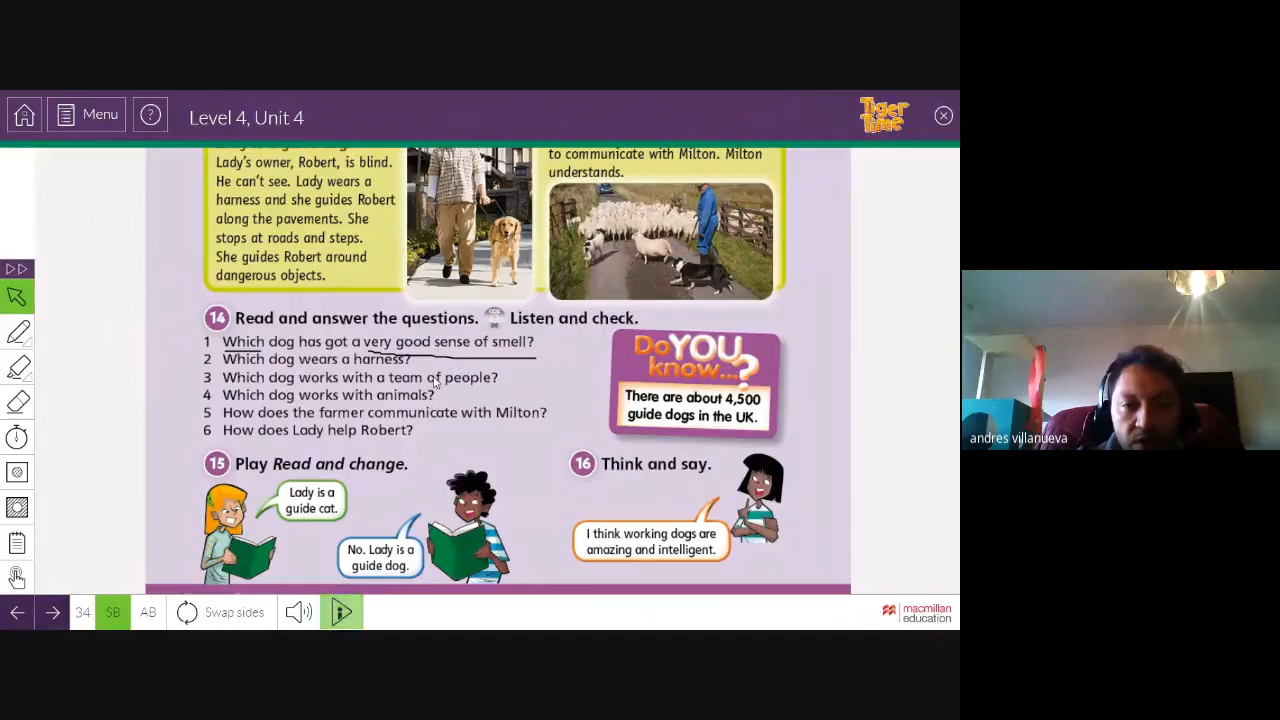 Menu
?
Level 4, Unit 4
Tiger Time
Lady's owner, Robert, is blind.
He can't see. Lady wears a
harness and she guides Robert
along the pavements. She
stops at roads and steps.
She guides Robert around
dangerous objects.
to communicate with Milton. Milton
understands.
14 Read and answer the questions. Listen and check.
1 Which dog has got a very good sense of smell?
2 Which dog wears a harness?
3 Which dog works with a team of people?
4 Which dog works with animals?
5 How does the farmer communicate with Milton?
6 How does Lady help Robert?
Do YOU
know...?
There are about 4,500
guide dogs in the UK.
15 Play Read and change.
Lady is a
guide cat.
No. Lady is a
guide dog.
16 Think and say.
I think working dogs are
amazing and intelligent.
34 SB AB Swap sides
macmillan
education
andres villanueva